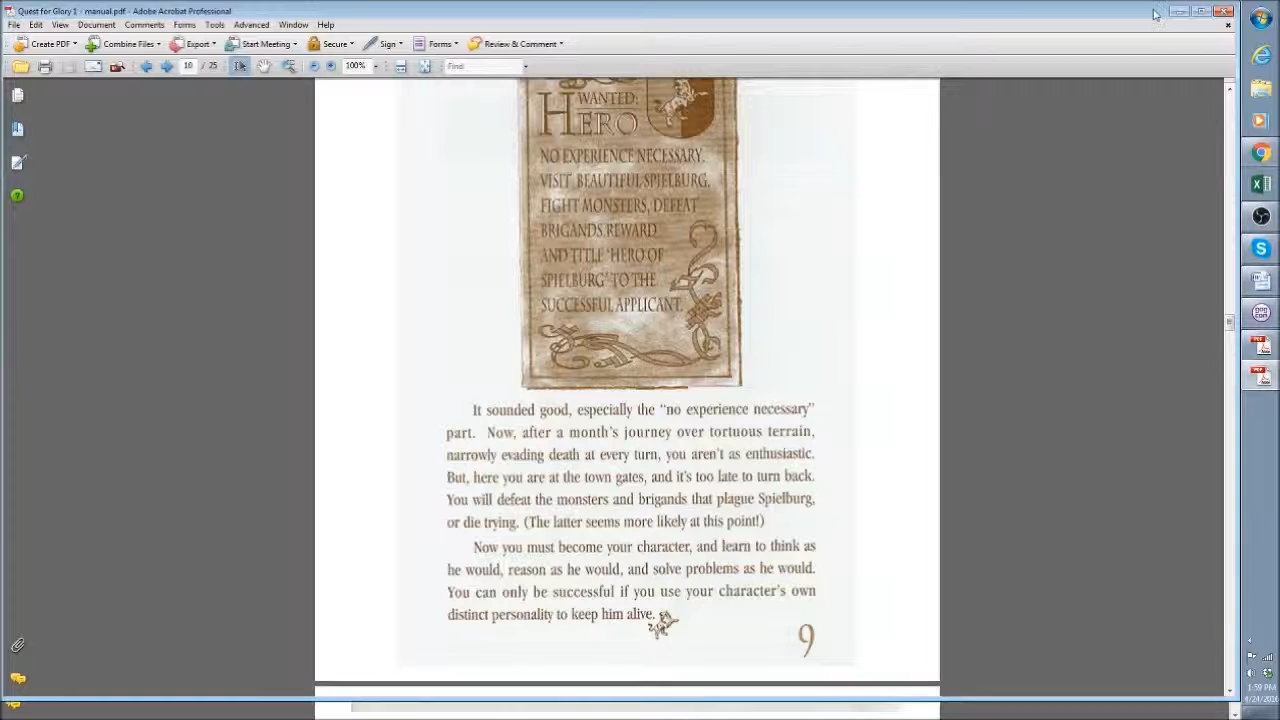 Quest for Glory 1 - manual.pdf - Adobe Acrobat Professional
File Edit View Document Comments Forms Tools Advanced Window Help
Create PDF Combine Files Export Start Meeting Secure Sign Forms Review & Comment
10 / 25 100% Find
WANTED:
HERO
NO EXPERIENCE NECESSARY.
VISIT BEAUTIFUL SPIELBURG,
FIGHT MONSTERS, DEFEAT
BRIGANDS. REWARD
AND TITLE 'HERO OF
SPIELBURG' TO THE
SUCCESSFUL APPLICANT.
It sounded good, especially the "no experience necessary"
part. Now, after a month's journey over tortuous terrain,
narrowly evading death at every turn, you aren't as enthusiastic.
But, here you are at the town gates, and it's too late to turn back.
You will defeat the monsters and brigands that plague Spielburg,
or die trying. (The latter seems more likely at this point!)
Now you must become your character, and learn to think as
he would, reason as he would, and solve problems as he would.
You can only be successful if you use your character's own
distinct personality to keep him alive.
9
1:59 PM